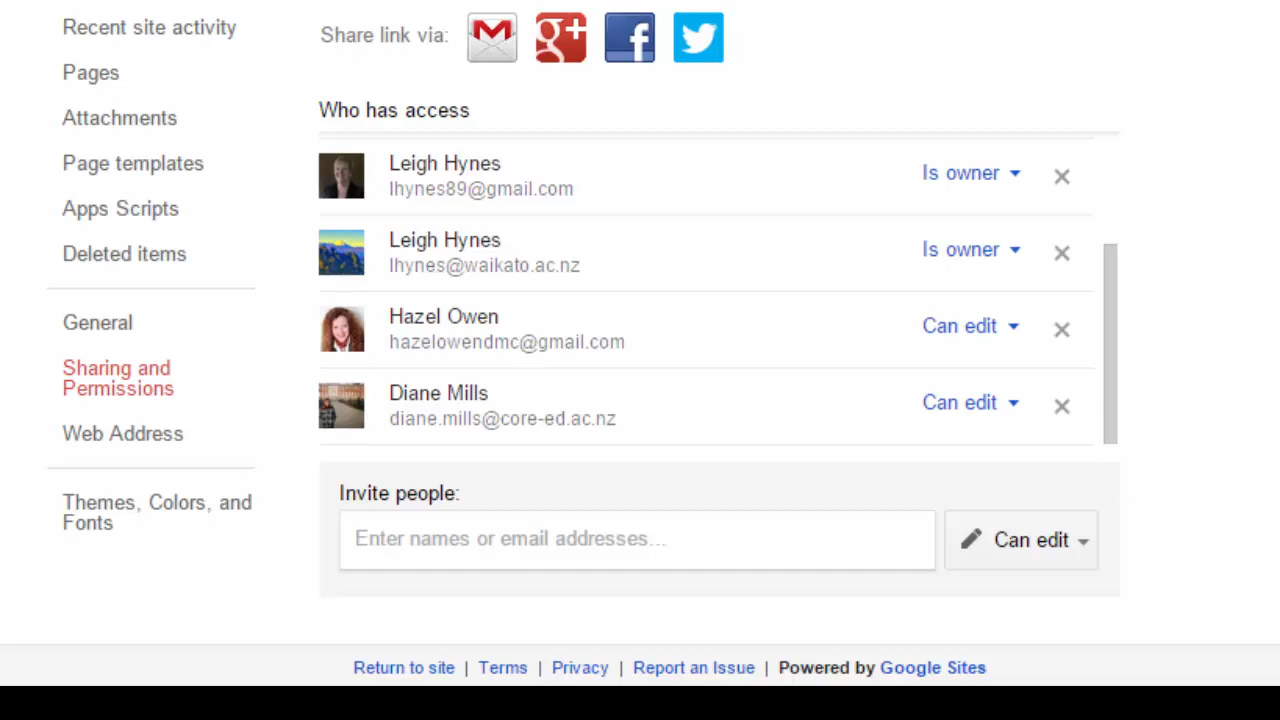 Recent site activity
Pages
Attachments
Page templates
Apps Scripts
Deleted items
General
Sharing and
Permissions
Web Address
Themes, Colors, and
Fonts
Share link via:
Who has access
Leigh Hynes
lhynes89@gmail.com
Is owner
Leigh Hynes
lhynes@waikato.ac.nz
Is owner
Hazel Owen
hazelowendmc@gmail.com
Can edit
Diane Mills
diane.mills@core-ed.ac.nz
Can edit
Invite people:
Enter names or email addresses...
Can edit
Return to site | Terms | Privacy | Report an Issue | Powered by Google Sites